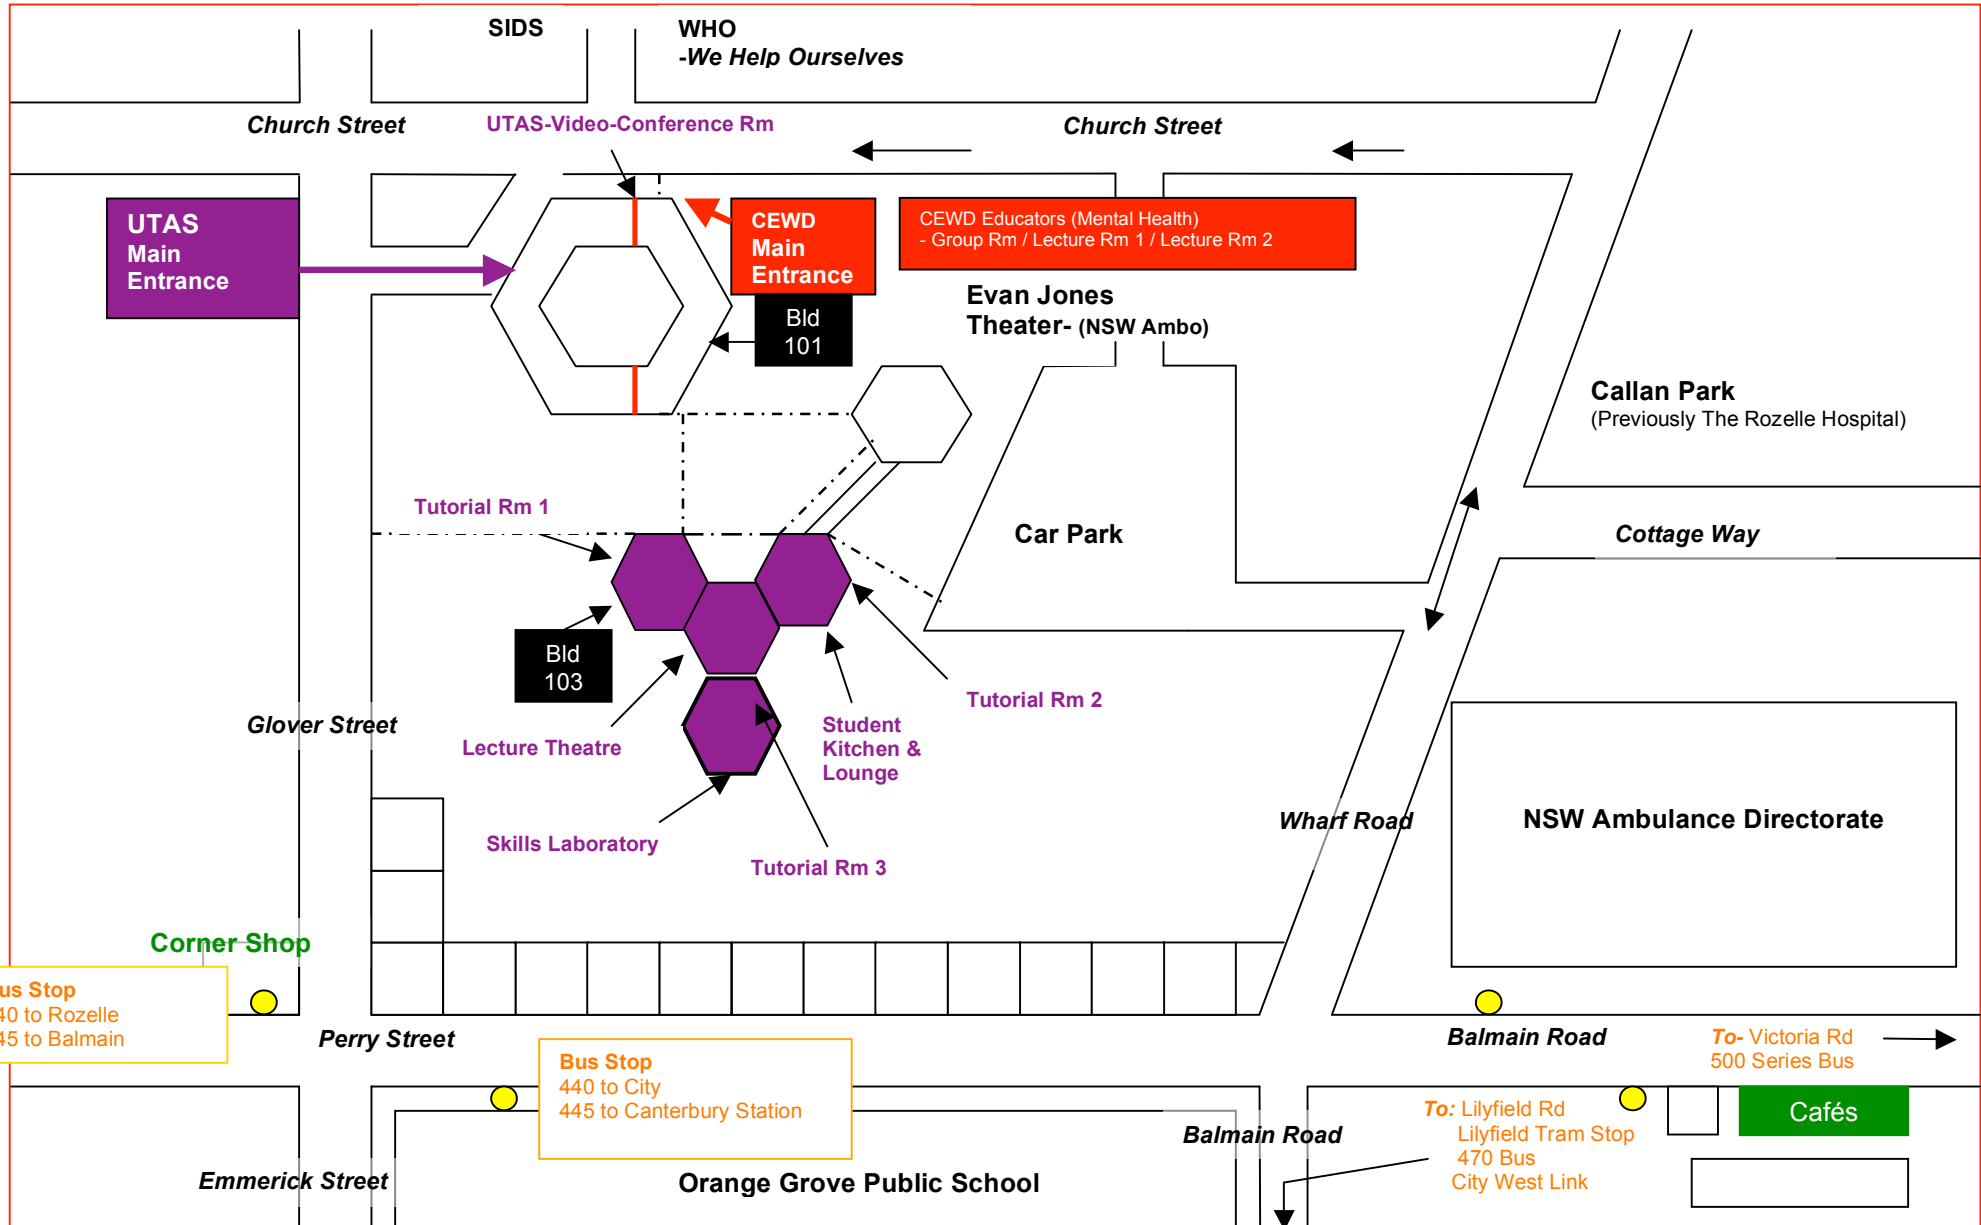 SIDS
WHO
-We Help Ourselves
Church Street
UTAS-Video-Conference Rm
Church Street
UTAS
Main
Entrance
CEWD
Main
Entrance
CEWD Educators (Mental Health)
- Group Rm / Lecture Rm 1 / Lecture Rm 2
Bld
101
Evan Jones
Theater- (NSW Ambo)
Callan Park
(Previously The Rozelle Hospital)
Tutorial Rm 1
Car Park
Cottage Way
Bld
103
Tutorial Rm 2
Glover Street
Lecture Theatre
Student
Kitchen &
Lounge
Skills Laboratory
Tutorial Rm 3
Wharf Road
NSW Ambulance Directorate
Corner Shop
us Stop
40 to Rozelle
45 to Balmain
Perry Street
Balmain Road
To- Victoria Rd
500 Series Bus
Bus Stop
440 to City
445 to Canterbury Station
Balmain Road
To: Lilyfield Rd
Lilyfield Tram Stop
470 Bus
City West Link
Cafés
Emmerick Street
Orange Grove Public School